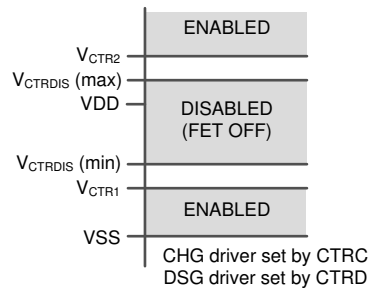 ENABLED
VCTR2
VCTRDIS (max)
VDD
DISABLED
(FET OFF)
VCTRDIS (min)
VCTR1
ENABLED
VSS
CHG driver set by CTRC
DSG driver set by CTRD